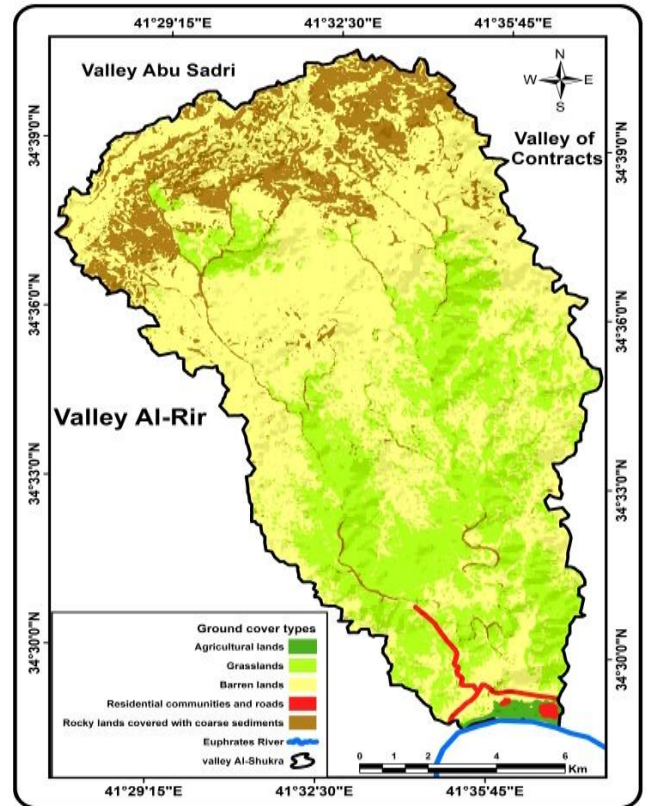 41°29'15"E 41°32'30"E 41°35'45"E
Valley Abu Sadri
N
W E
S
Valley of
Contracts
34°39'0"N
34°39'0"N
34°36'0"N
34°36'0"N
Valley Al-Rir
34°33'0"N
34°33'0"N
34°30'0"N
34°30'0"N
Ground cover types
Agricultural lands
Grasslands
Barren lands
Residential communities and roads
Rocky lands covered with coarse sediments
Euphrates River
valley Al-Shukra
0 1 2 4 6
Km
41°29'15"E 41°32'30"E 41°35'45"E